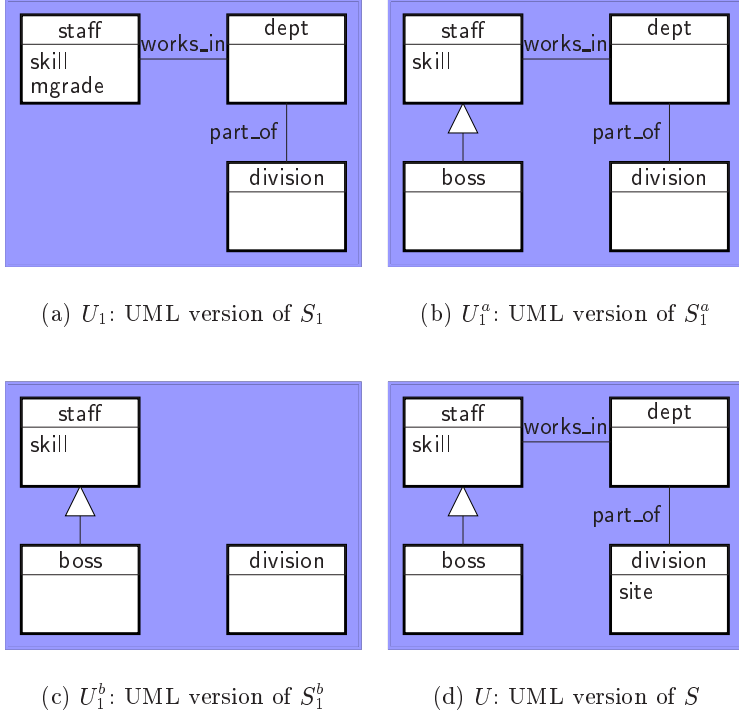 staff
skill
mgrade
works_in
dept
part_of
division
staff
skill
works_in
dept
part_of
boss
division
(a) U₁: UML version of S₁
(b) U₁ᵃ: UML version of S₁ᵃ
staff
skill
boss
division
staff
skill
works_in
dept
part_of
boss
division
site
(c) U₁ᵇ: UML version of S₁ᵇ
(d) U: UML version of S